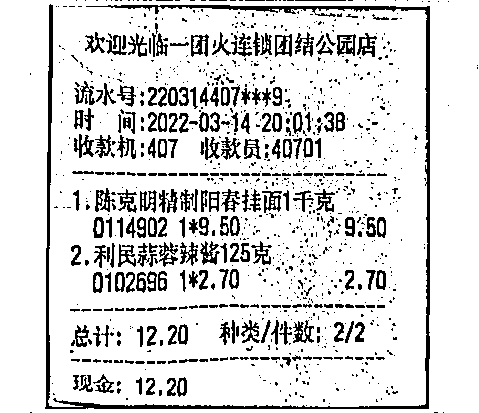 欢迎光临一团火连锁团结公园店
流水号:220314407***9
时 间:2022-03-14 20:01:38
收款机:407 收款员:40701
1.陈克明精制阳春挂面1千克
0114902 1*9.50 9.50
2.利民蒜蓉辣酱125克
0102696 1*2.70 2.70
总计: 12.20 种类/件数: 2/2
现金: 12.20